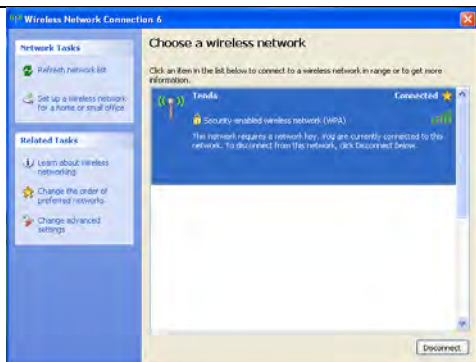 Wireless Network Connection 6
Network Tasks
Refresh network list
Set up a wireless network
for a home or small office
Related Tasks
Learn about wireless
networking
Change the order of
preferred networks
Change advanced
settings
Choose a wireless network
Click an item in the list below to connect to a wireless network in range or to get more
information.
Tenda
Connected
Security-enabled wireless network (WPA)
This network requires a network key. You are currently connected to this
network. To disconnect from this network, click Disconnect below.
Disconnect